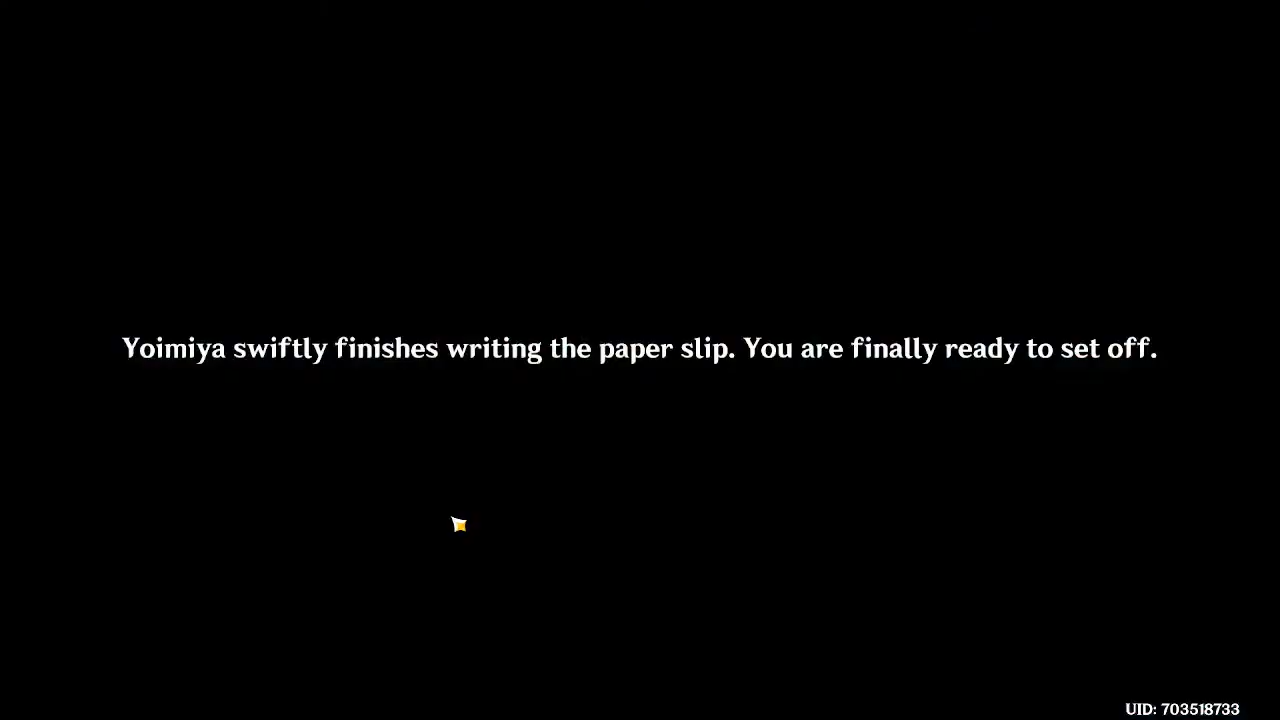 Yoimiya swiftly finishes writing the paper slip. You are finally ready to set off.
UID: 703518733